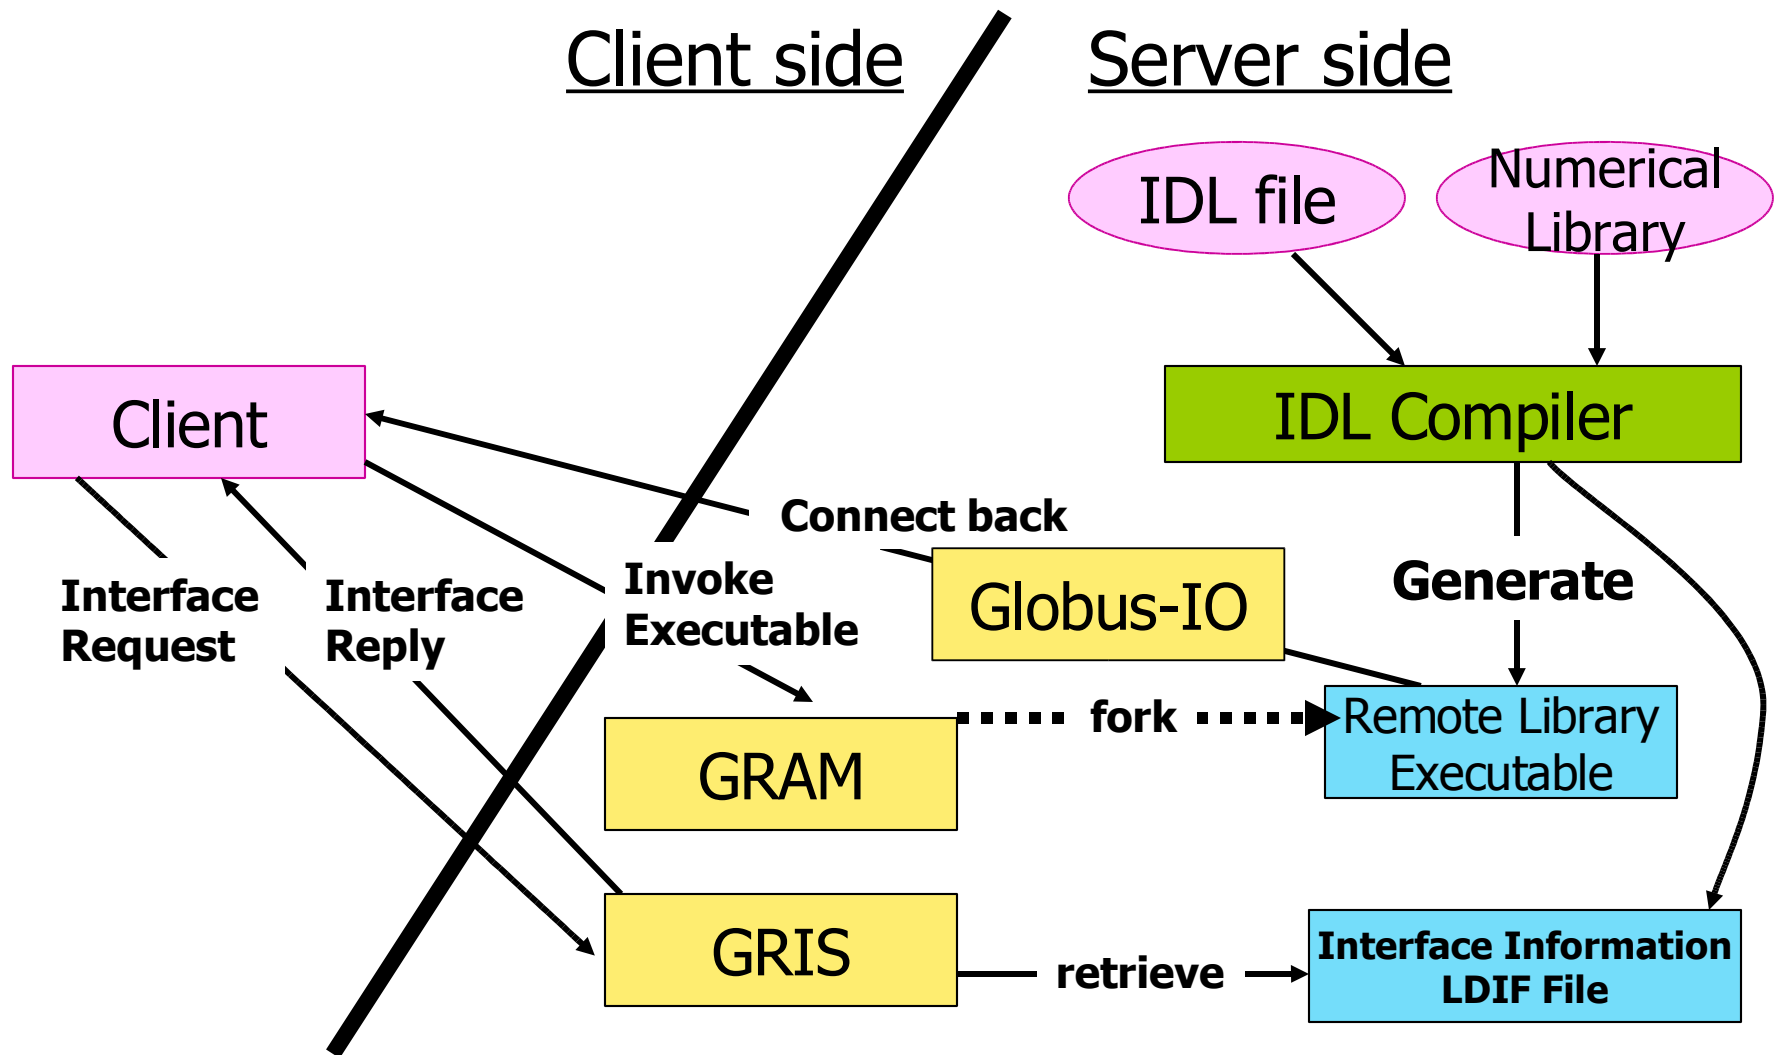 Client side
Server side
IDL file
Numerical
Library
Client
IDL Compiler
Connect back
Interface
Request
Interface
Reply
Invoke
Executable
Globus-IO
Generate
GRAM
fork
Remote Library
Executable
GRIS
retrieve
Interface Information
LDIF File